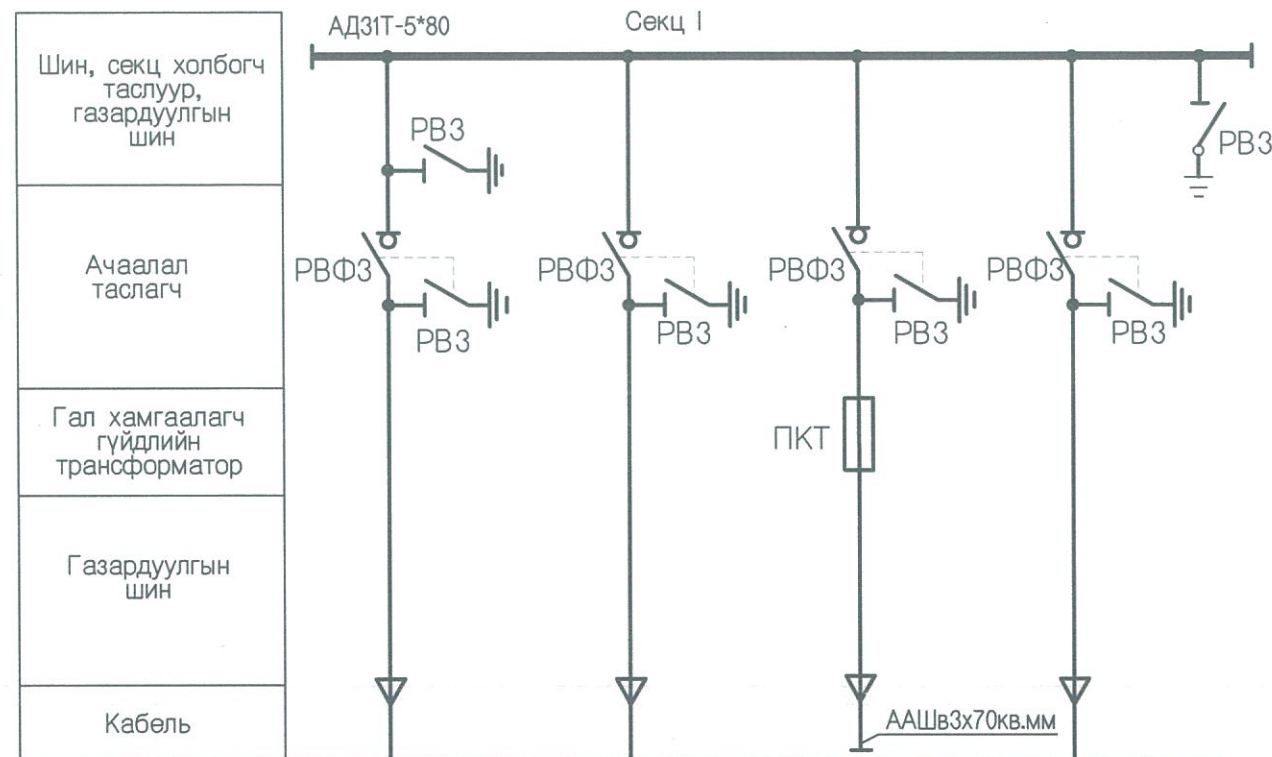 Шин, секц холбогч
таслуур,
газардуулгын
шин
Ачаалал
таслагч
Гал хамгаалагч
гүйдлийн
трансформатор
Газардуулгын
шин
Кабель
АД31Т-5*80
Секц I
РВЗ
РВЗ
РВФЗ
РВЗ
РВФЗ
РВЗ
РВФЗ
РВЗ
РВФЗ
РВЗ
ПКТ
ААШв3х70кв.мм